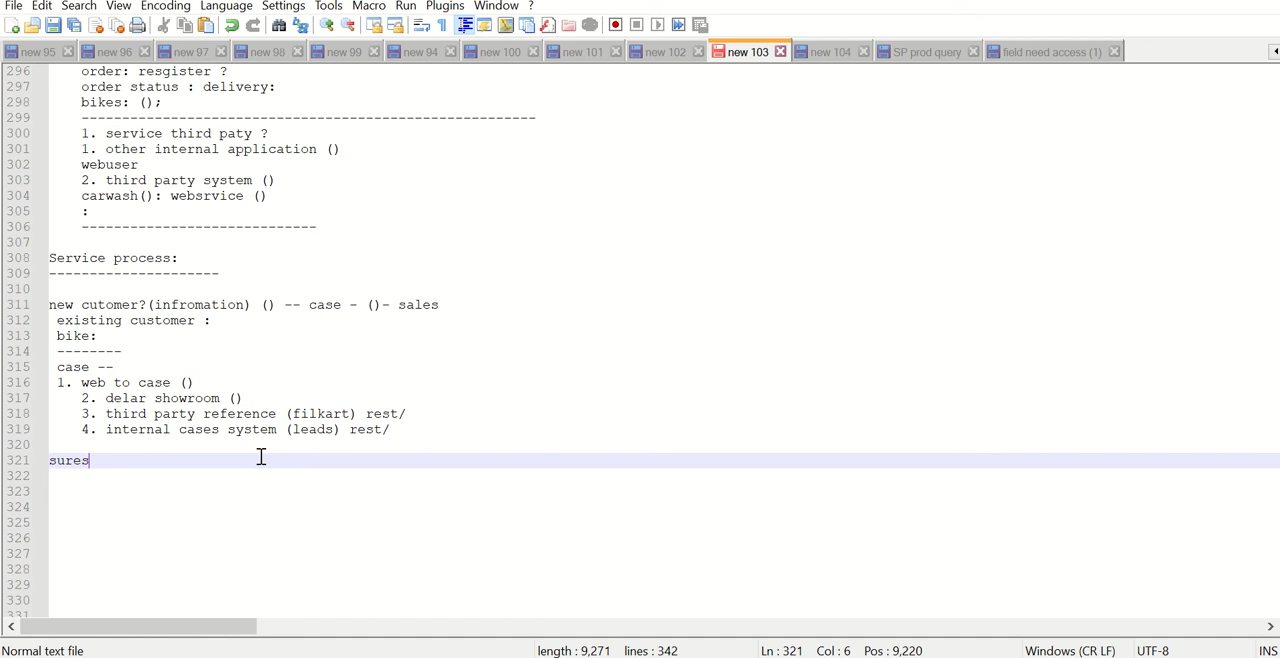 File Edit Search View Encoding Language Settings Tools Macro Run Plugins Window ?
new 95 new 96 new 97 new 98 new 99 new 94 new 100 new 101 new 102 new 103 new 104 SP prod query field need access (1)
296 order: resgister ?
297 order status : delivery:
298 bikes: ();
299 --------------------------------------------------------
300 1. service third paty ?
301 1. other internal application ()
302 webuser
303 2. third party system ()
304 carwash(): websrvice ()
305 :
306 -----------------------------
307
308 Service process:
309 ---------------------
310
311 new cutomer?(infromation) () -- case - ()- sales
312 existing customer :
313 bike:
314 --------
315 case --
316 1. web to case ()
317 2. delar showroom ()
318 3. third party reference (filkart) rest/
319 4. internal cases system (leads) rest/
320
321 sures
322
323
324
325
326
327
328
329
330
331
Normal text file length : 9,271 lines : 342 Ln : 321 Col : 6 Pos : 9,220 Windows (CR LF) UTF-8 INS